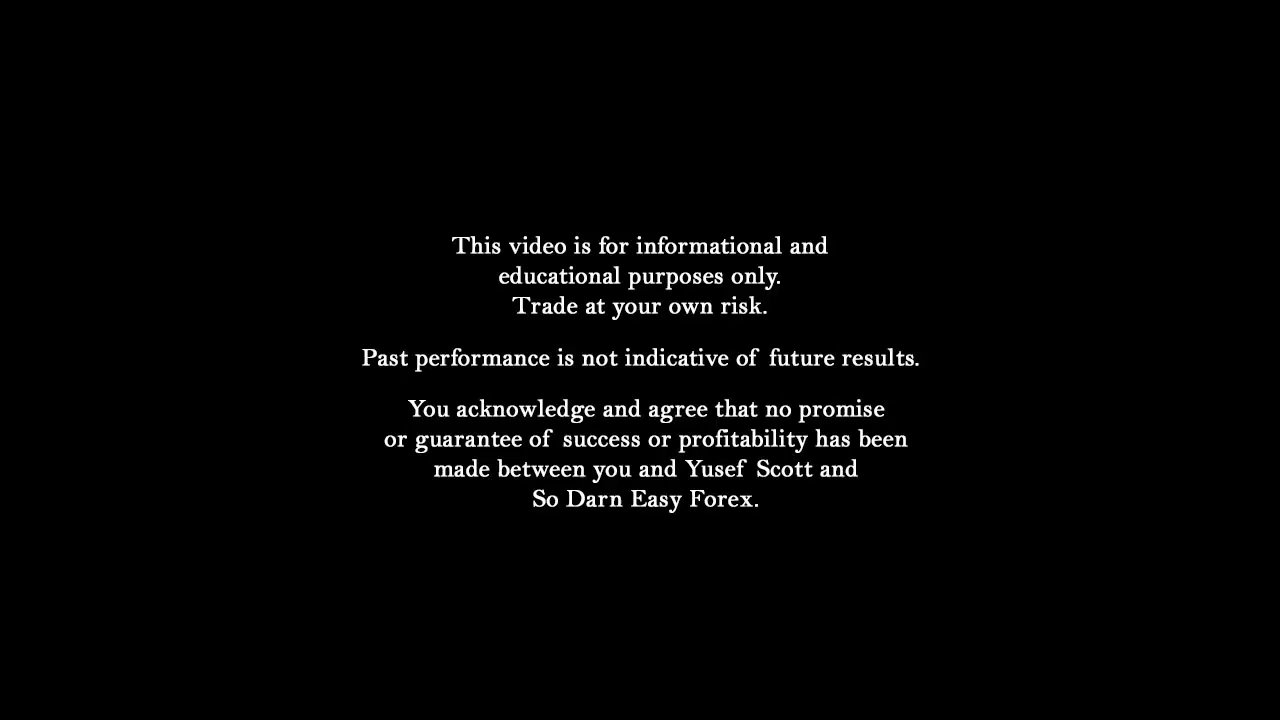 This video is for informational and
educational purposes only.
Trade at your own risk.
Past performance is not indicative of future results.
You acknowledge and agree that no promise
or guarantee of success or profitability has been
made between you and Yusef Scott and
So Darn Easy Forex.